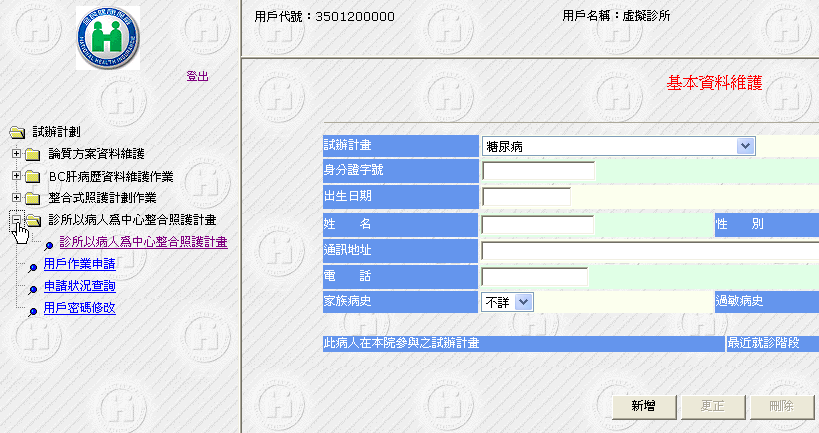 用戶代號：3501200000 用戶名稱：虛擬診所
NATIONAL HEALTH INSURANCE
登出
試辦計劃
論質方案資料維護
BC肝病歷資料維護作業
整合式照護計劃作業
診所以病人為中心整合照護計畫
診所以病人為中心整合照護計畫
用戶作業申請
申請狀況查詢
用戶密碼修改
基本資料維護
試辦計畫 糖尿病
身分證字號
出生日期
姓 名 性 別
通訊地址
電 話
家族病史 不詳 過敏病史
此病人在本院參與之試辦計畫 最近就診階段
新增 更正 刪除